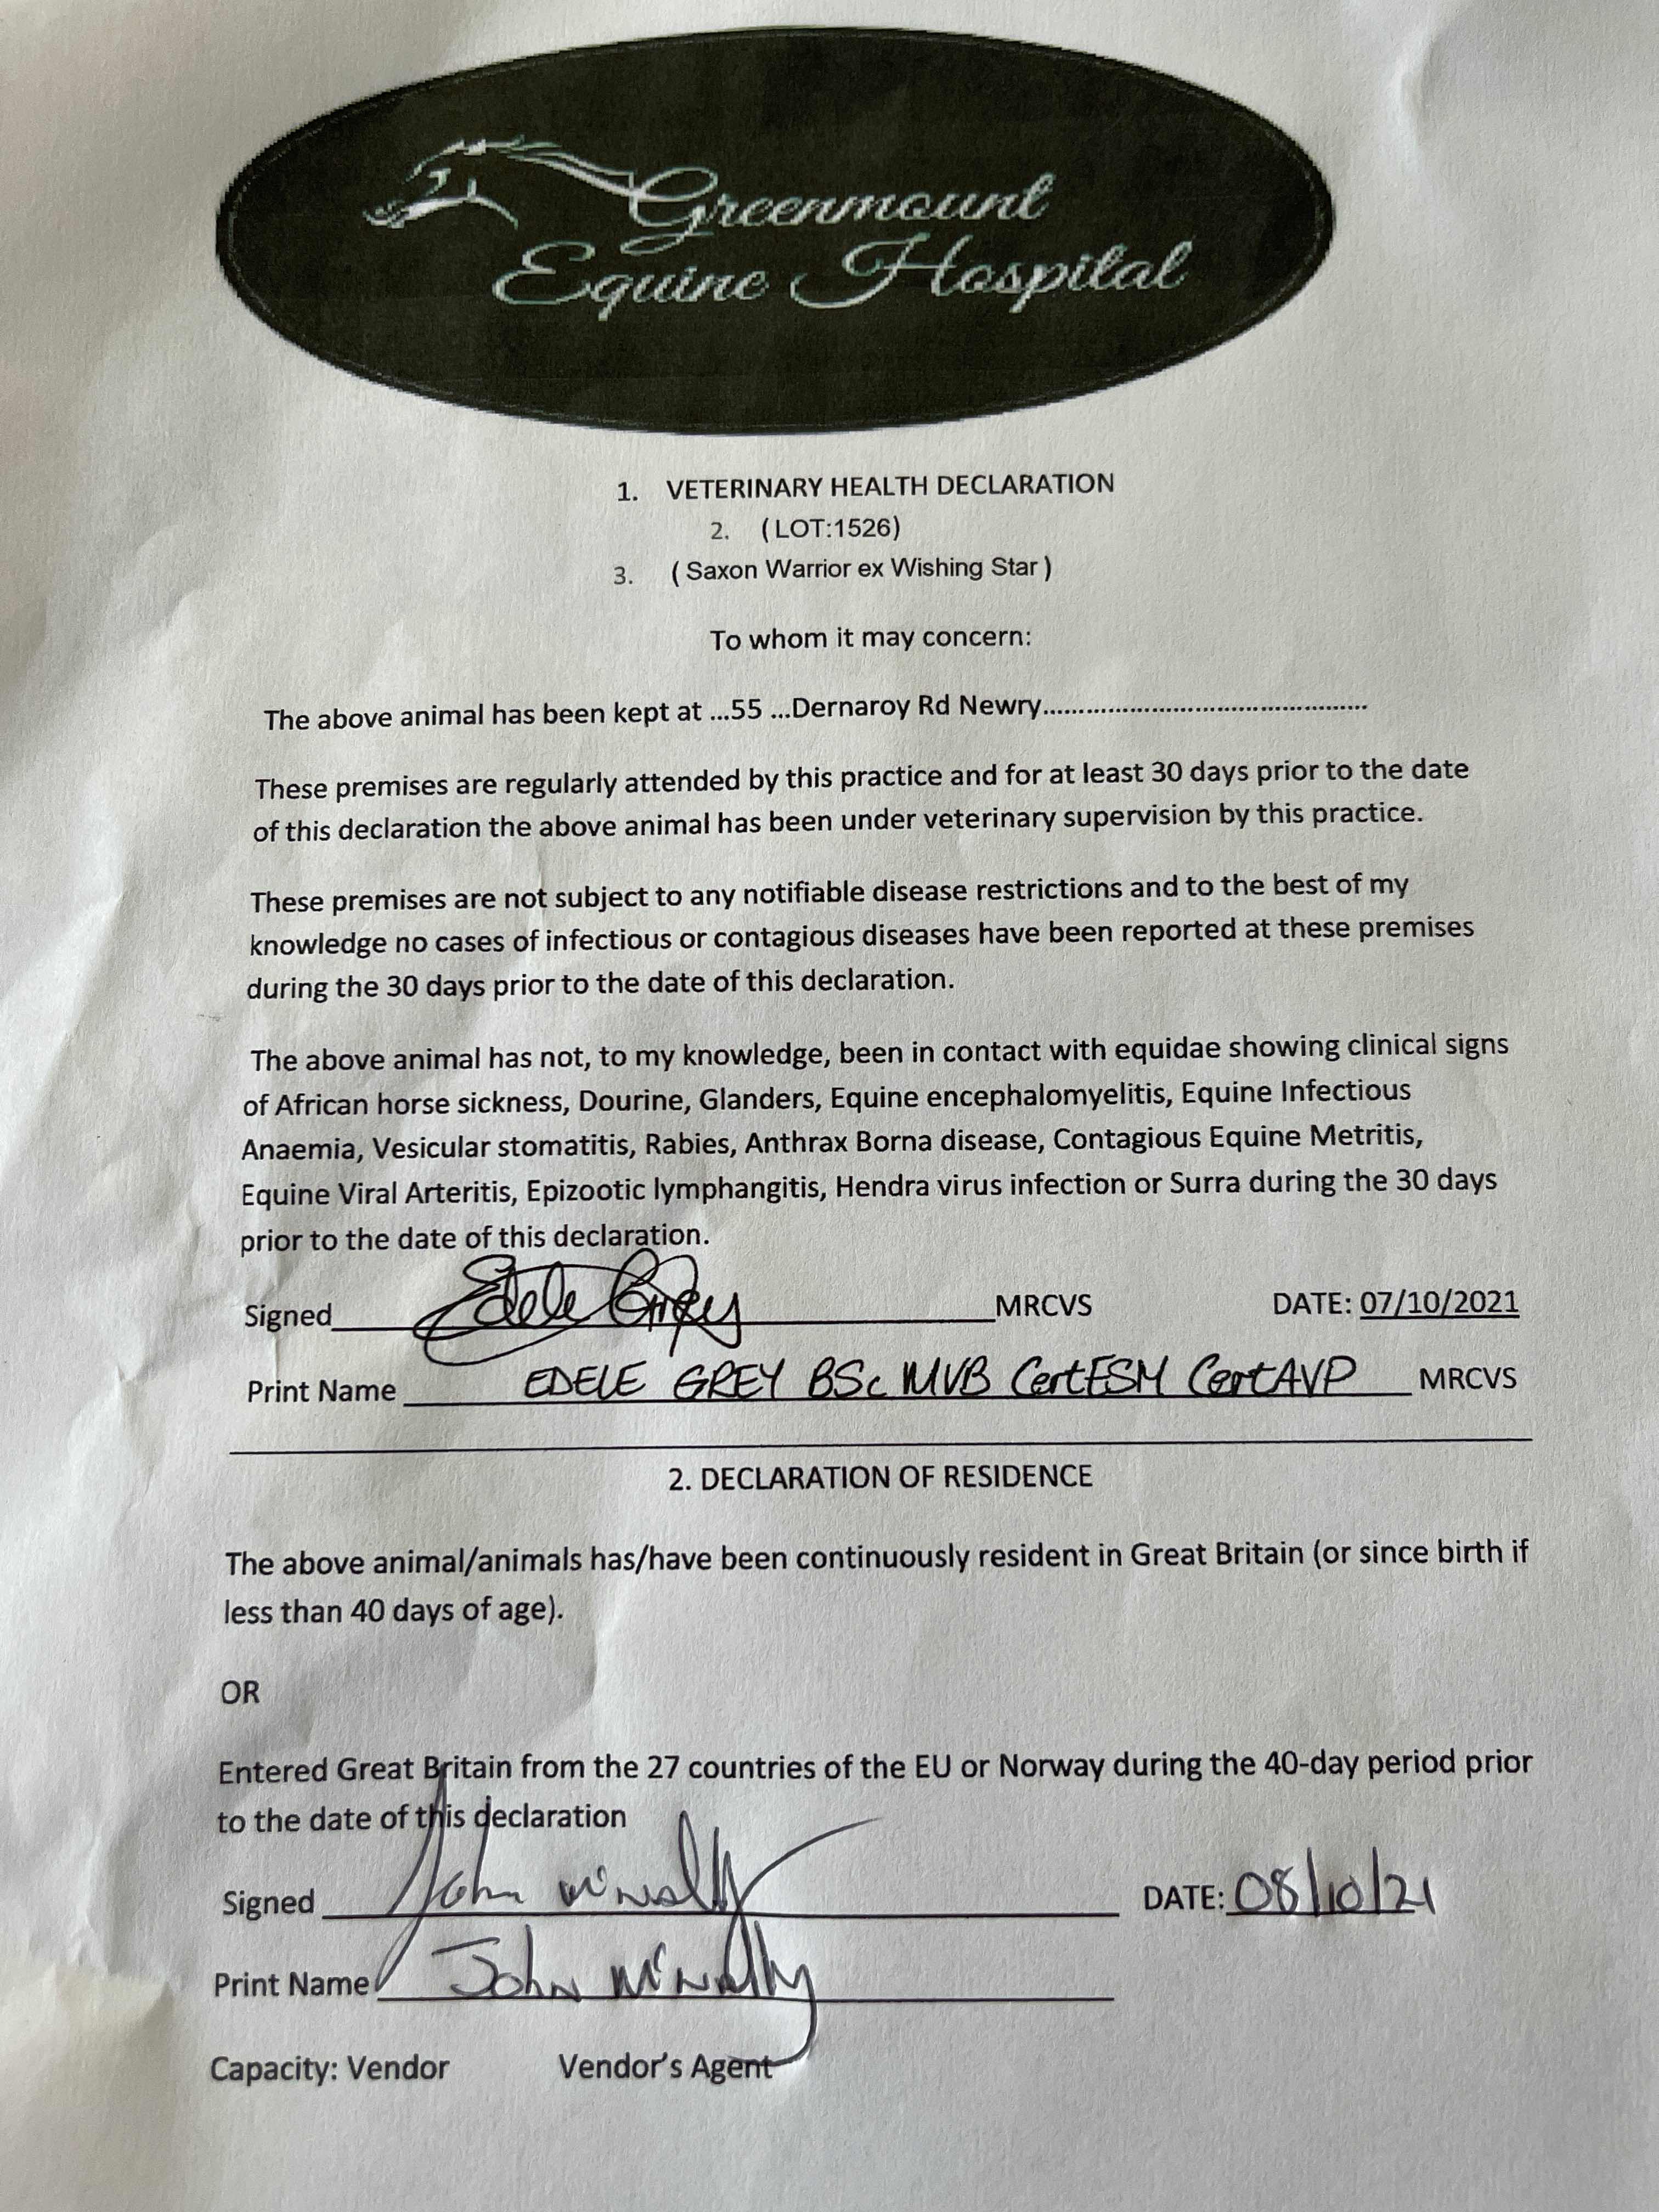 Greenmount
Equine Hospital
1. VETERINARY HEALTH DECLARATION
2. (LOT:1526)
3. ( Saxon Warrior ex Wishing Star )
To whom it may concern:
The above animal has been kept at ...55 ...Dernaroy Rd Newry..............................................
These premises are regularly attended by this practice and for at least 30 days prior to the date
of this declaration the above animal has been under veterinary supervision by this practice.
These premises are not subject to any notifiable disease restrictions and to the best of my
knowledge no cases of infectious or contagious diseases have been reported at these premises
during the 30 days prior to the date of this declaration.
The above animal has not, to my knowledge, been in contact with equidae showing clinical signs
of African horse sickness, Dourine, Glanders, Equine encephalomyelitis, Equine Infectious
Anaemia, Vesicular stomatitis, Rabies, Anthrax Borna disease, Contagious Equine Metritis,
Equine Viral Arteritis, Epizootic lymphangitis, Hendra virus infection or Surra during the 30 days
prior to the date of this declaration.
Signed Edele Grey MRCVS DATE: 07/10/2021
Print Name EDELE GREY BSc MVB CertESM CertAVP MRCVS
2. DECLARATION OF RESIDENCE
The above animal/animals has/have been continuously resident in Great Britain (or since birth if
less than 40 days of age).
OR
Entered Great Britain from the 27 countries of the EU or Norway during the 40-day period prior
to the date of this declaration
Signed John McNally DATE: 08/10/21
Print Name John McNally
Capacity: Vendor Vendor's Agent